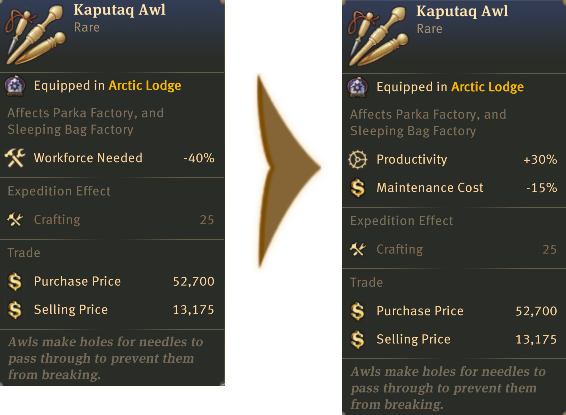 Kaputaq Awl
Rare
Equipped in Arctic Lodge
Affects Parka Factory, and
Sleeping Bag Factory
Workforce Needed -40%
Expedition Effect
Crafting 25
Trade
Purchase Price 52,700
Selling Price 13,175
Awls make holes for needles to
pass through to prevent them
from breaking.
Kaputaq Awl
Rare
Equipped in Arctic Lodge
Affects Parka Factory, and
Sleeping Bag Factory
Productivity +30%
Maintenance Cost -15%
Expedition Effect
Crafting 25
Trade
Purchase Price 52,700
Selling Price 13,175
Awls make holes for needles to
pass through to prevent them
from breaking.